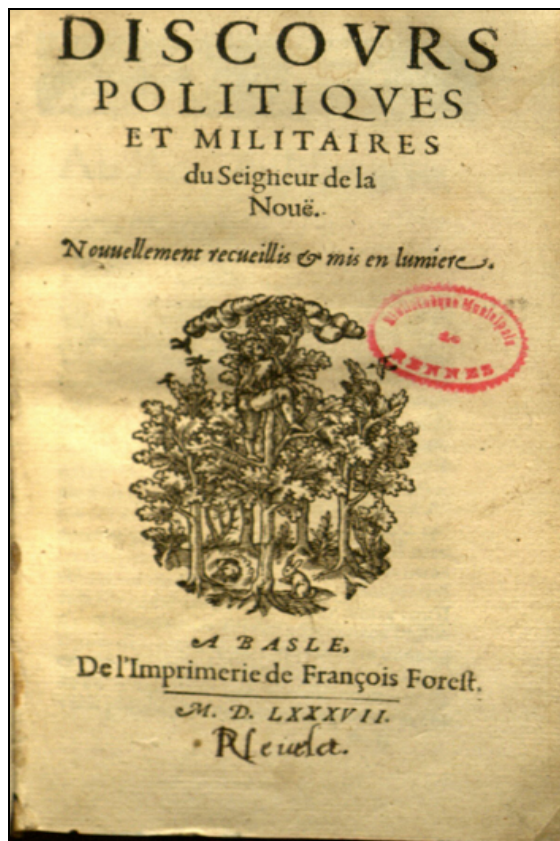 DISCOVRS
POLITIQVES
ET MILITAIRES
du Seigneur de la
Nouë.
Nouuellement recueillis & mis en lumiere.
Bibliothèque Municipale
de
RENNES
A BASLE,
De l'Imprimerie de François Forest.
M. D. LXXXVII.